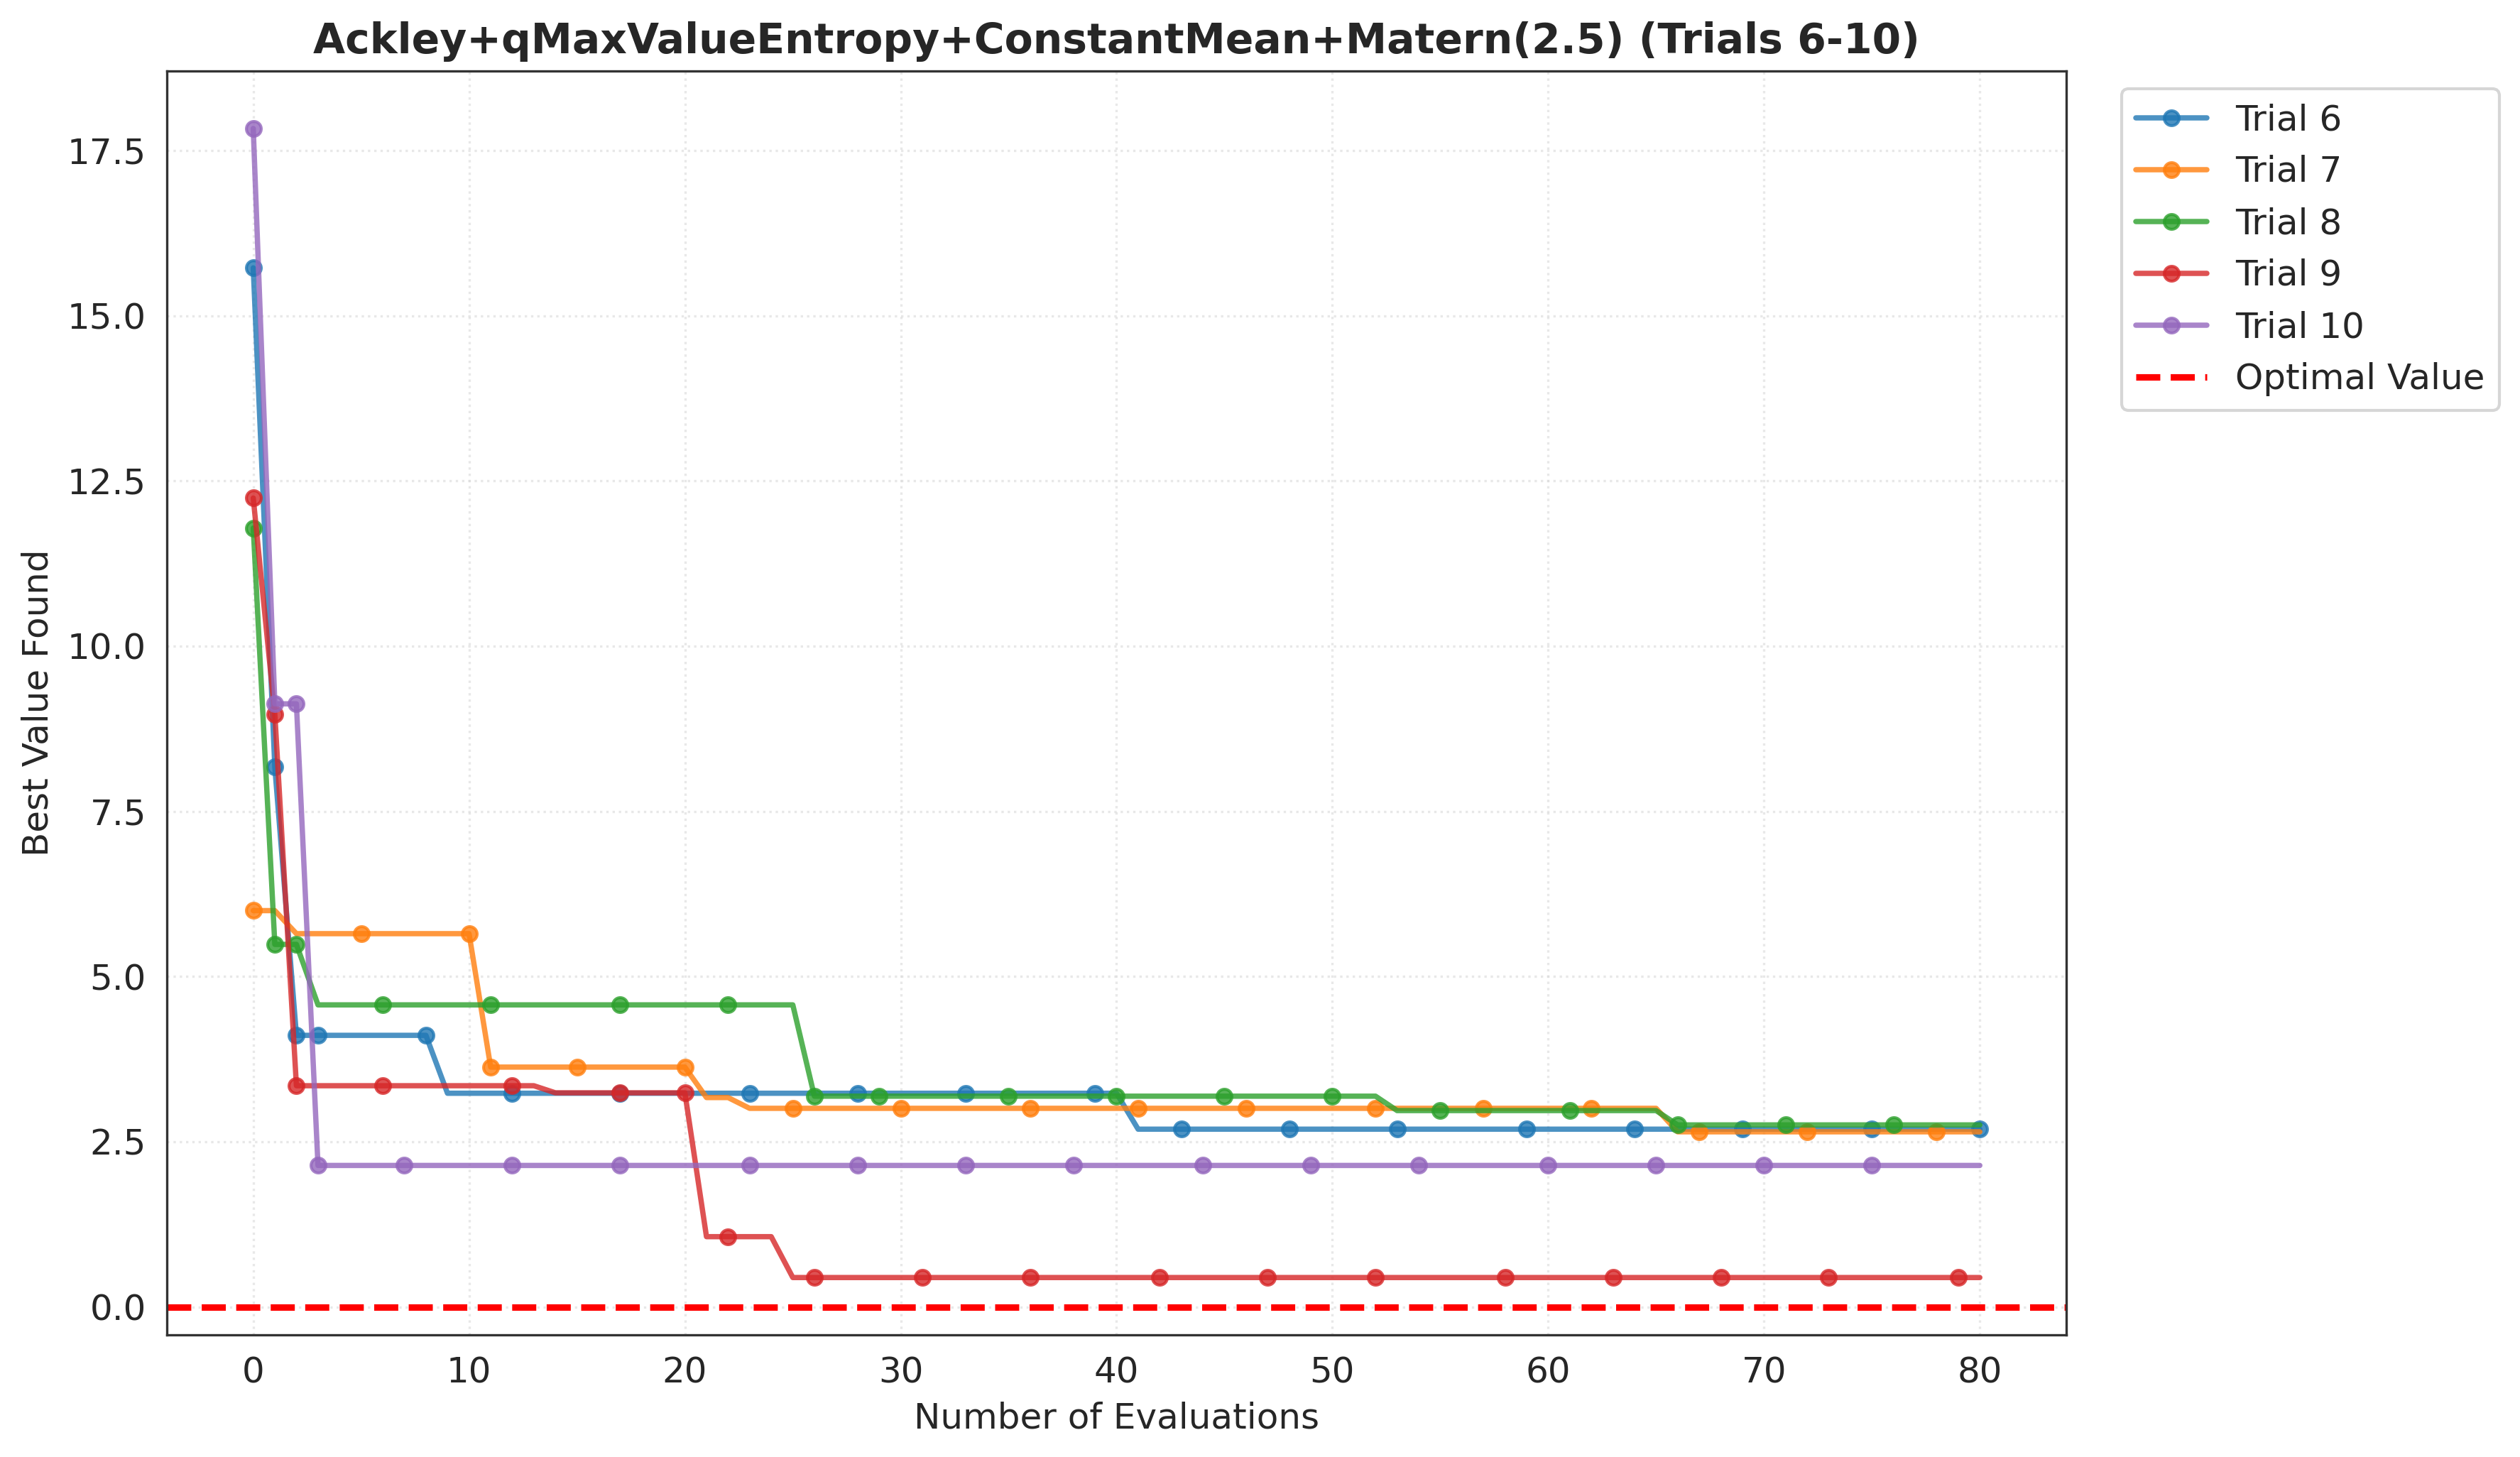 Ackley+qMaxValueEntropy+ConstantMean+Matern(2.5) (Trials 6-10)
Trial 6
Trial 7
Trial 8
Trial 9
Trial 10
Optimal Value
Best Value Found
17.5
15.0
12.5
10.0
7.5
5.0
2.5
0.0
0 10 20 30 40 50 60 70 80
Number of Evaluations